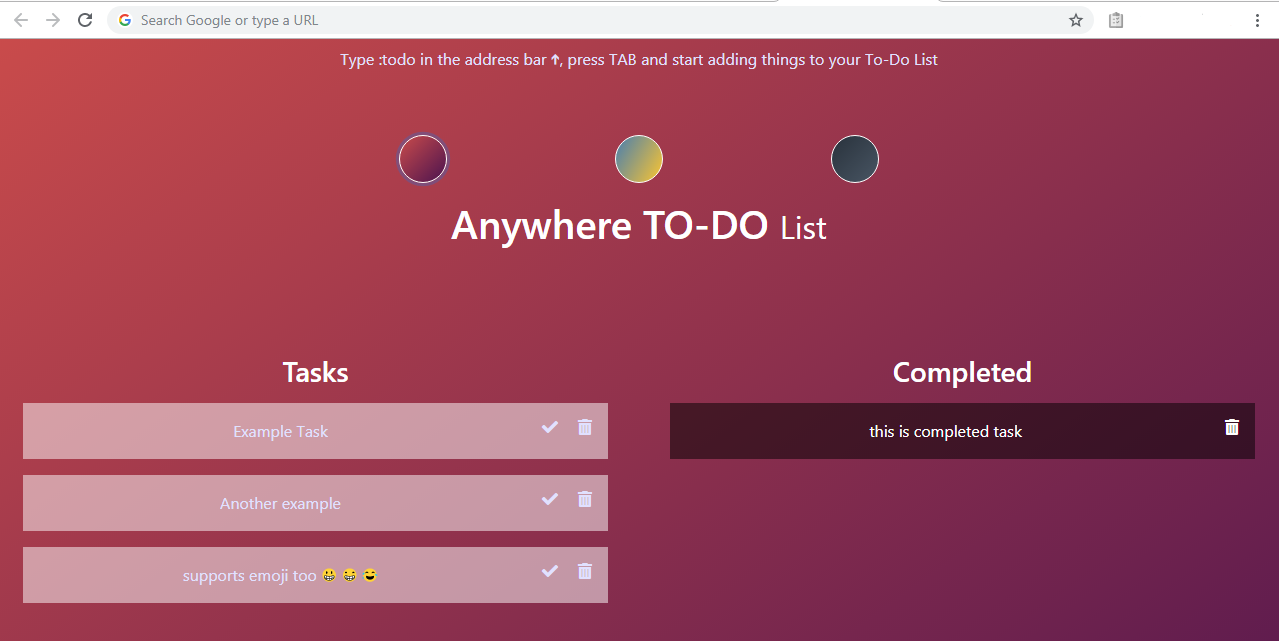 Search Google or type a URL
Type :todo in the address bar ↑, press TAB and start adding things to your To-Do List
Anywhere TO-DO List
Tasks
Example Task
Another example
supports emoji too 😃 😁 😅
Completed
this is completed task